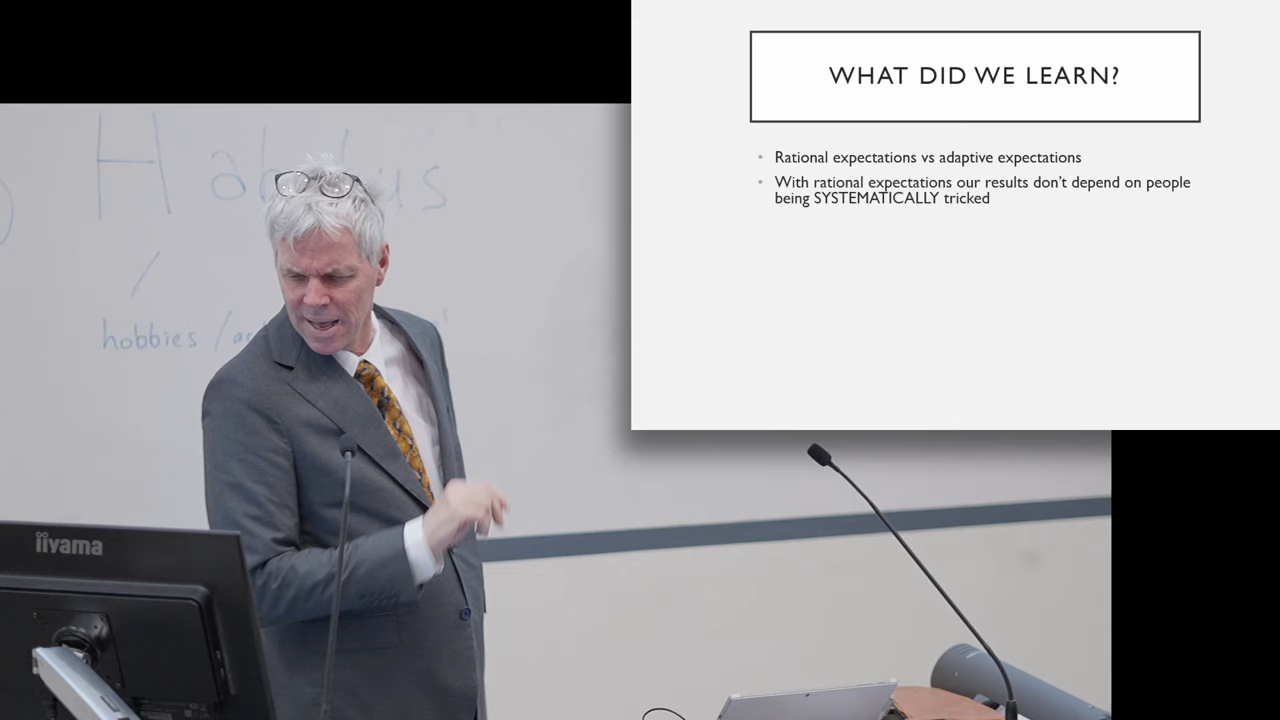 WHAT DID WE LEARN?
• Rational expectations vs adaptive expectations
• With rational expectations our results don't depend on people
being SYSTEMATICALLY tricked
hobbies /
iiyama